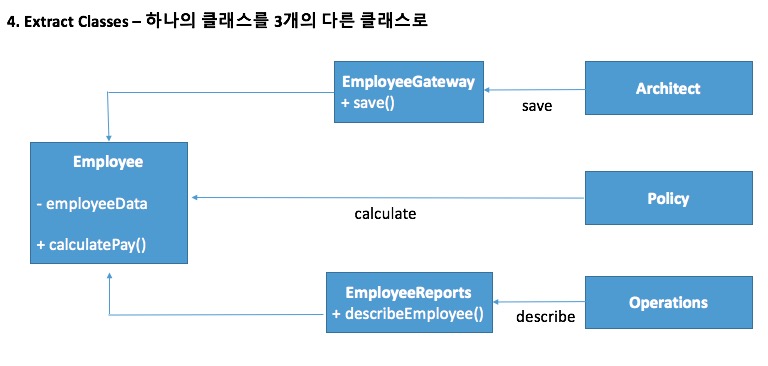 4. Extract Classes – 하나의 클래스를 3개의 다른 클래스로
EmployeeGateway
+ save()
save
Architect
Employee
- employeeData
+ calculatePay()
calculate
Policy
EmployeeReports
+ describeEmployee()
describe
Operations